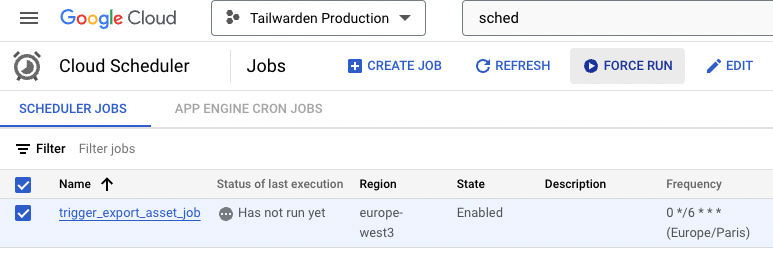 Google Cloud
Tailwarden Production
sched
Cloud Scheduler
Jobs
CREATE JOB
REFRESH
FORCE RUN
EDIT
SCHEDULER JOBS
APP ENGINE CRON JOBS
Filter
Filter jobs
Name
Status of last execution
Region
State
Description
Frequency
trigger_export_asset_job
Has not run yet
europe-
west3
Enabled
0 */6 * * *
(Europe/Paris)